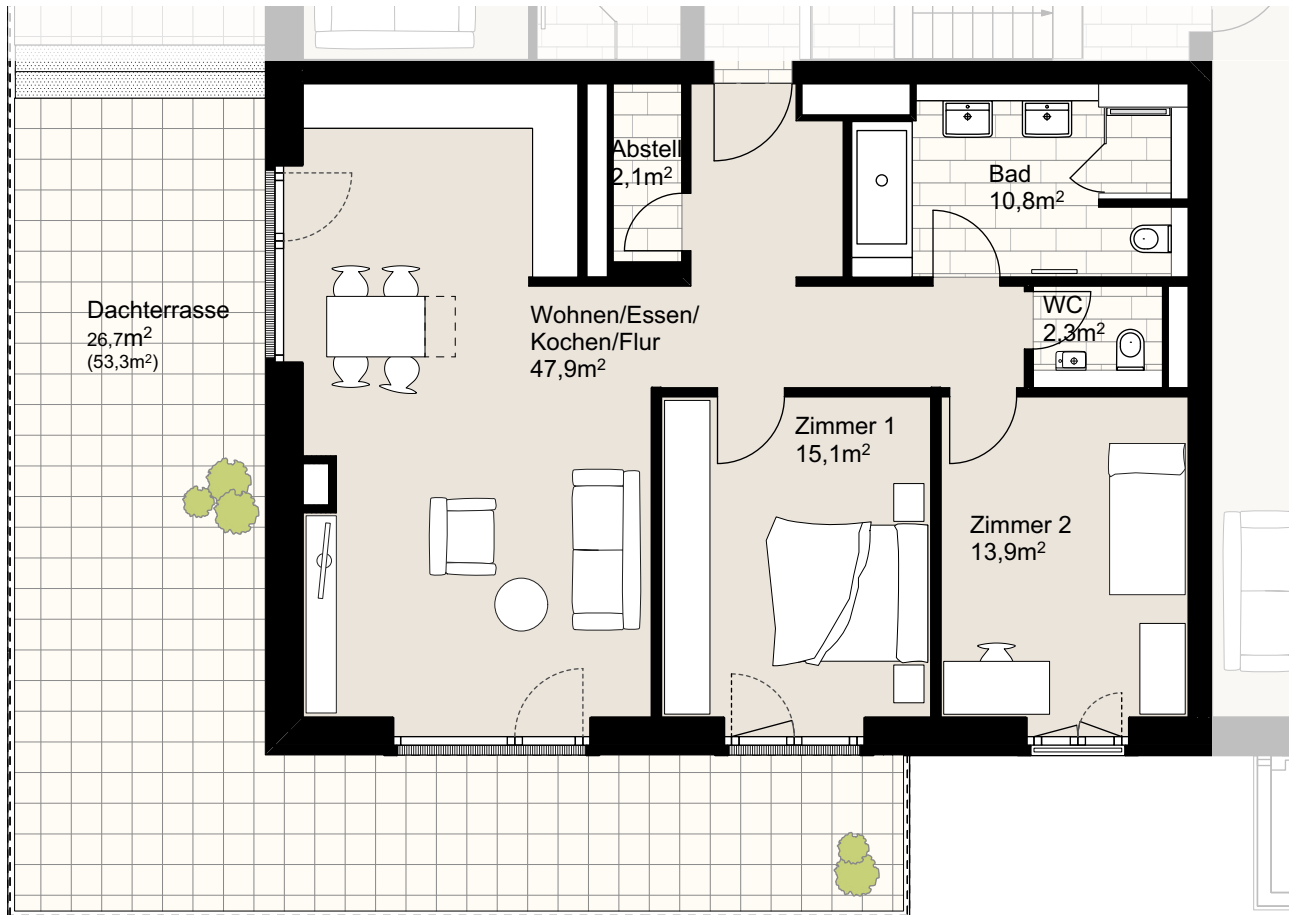 Abstell
2,1m²
Bad
10,8m²
Dachterrasse
26,7m²
(53,3m²)
Wohnen/Essen/
Kochen/Flur
47,9m²
WC
2,3m²
Zimmer 1
15,1m²
Zimmer 2
13,9m²